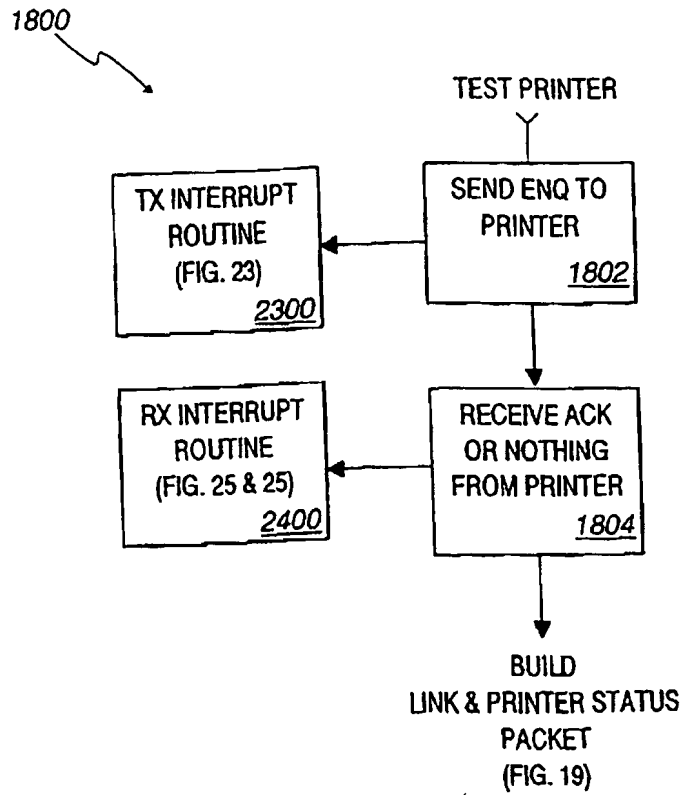 1800
TEST PRINTER
TX INTERRUPT
ROUTINE
(FIG. 23)
2300
SEND ENQ TO
PRINTER
1802
RX INTERRUPT
ROUTINE
(FIG. 25 & 25)
2400
RECEIVE ACK
OR NOTHING
FROM PRINTER
1804
BUILD
LINK & PRINTER STATUS
PACKET
(FIG. 19)